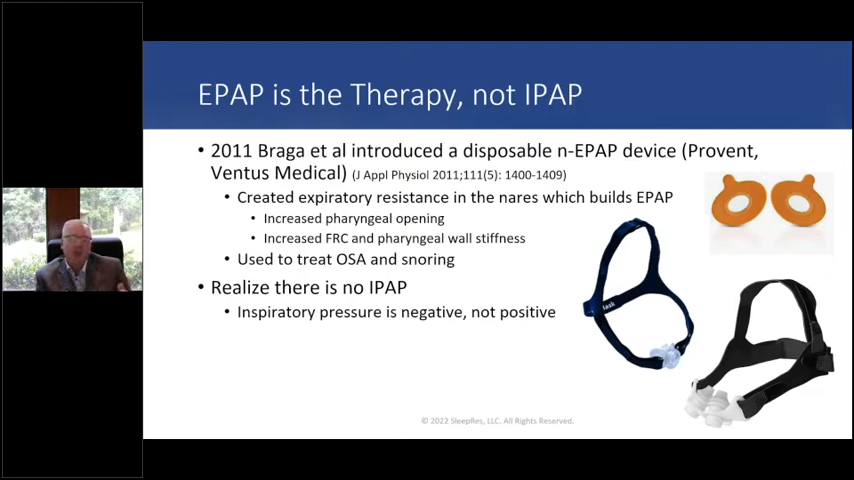 EPAP is the Therapy, not IPAP
• 2011 Braga et al introduced a disposable n-EPAP device (Provent,
Ventus Medical) (J Appl Physiol 2011;111(5): 1400-1409)
• Created expiratory resistance in the nares which builds EPAP
• Increased pharyngeal opening
• Increased FRC and pharyngeal wall stiffness
• Used to treat OSA and snoring
• Realize there is no IPAP
• Inspiratory pressure is negative, not positive
© 2022 SleepRes, LLC. All Rights Reserved.